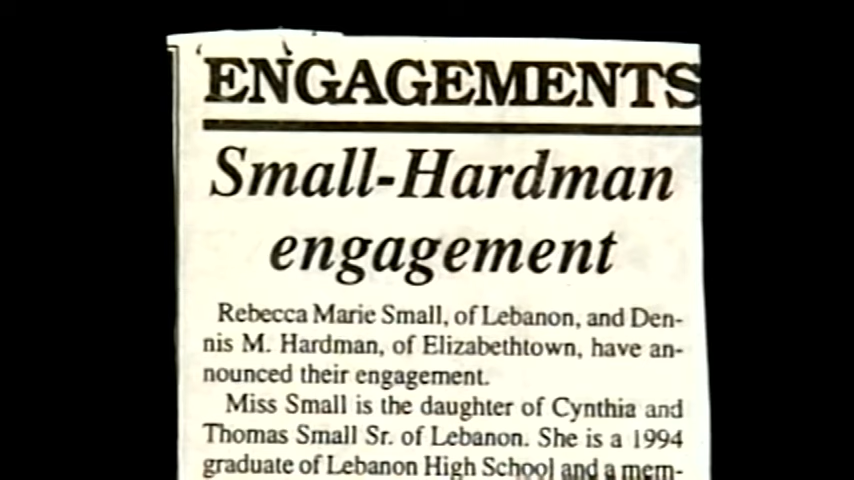 ENGAGEMENTS
Small-Hardman
engagement
Rebecca Marie Small, of Lebanon, and Den-
nis M. Hardman, of Elizabethtown, have an-
nounced their engagement.
Miss Small is the daughter of Cynthia and
Thomas Small Sr. of Lebanon. She is a 1994
graduate of Lebanon High School and a mem-